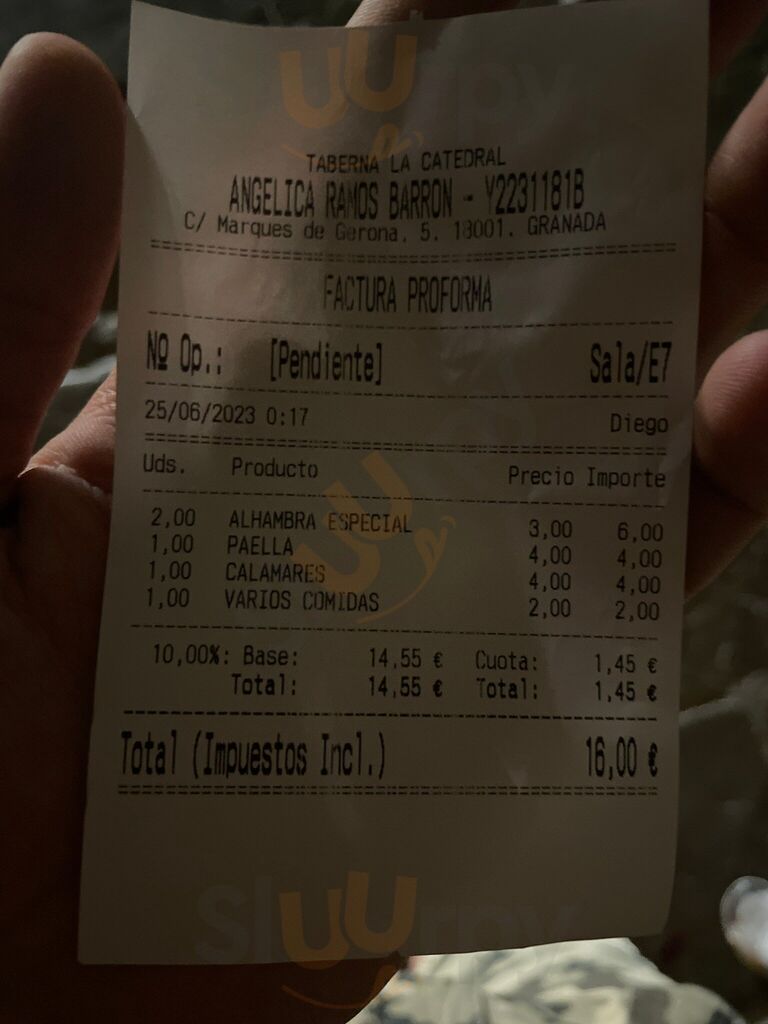 sluurpy
TABERNA LA CATEDRAL
ANGELICA RAMOS BARRON - Y2231181B
C/ Marques de Gerona, 5, 18001, GRANADA
FACTURA PROFORMA
Nº Op.: [Pendiente] Sala/E7
25/06/2023 0:17 Diego
Uds. Producto Precio Importe
2,00 ALHAMBRA ESPECIAL 3,00 6,00
1,00 PAELLA 4,00 4,00
1,00 CALAMARES 4,00 4,00
1,00 VARIOS COMIDAS 2,00 2,00
10,00%: Base: 14,55 € Cuota: 1,45 €
Total: 14,55 € Total: 1,45 €
Total (Impuestos Incl.) 16,00 €
sluurpy